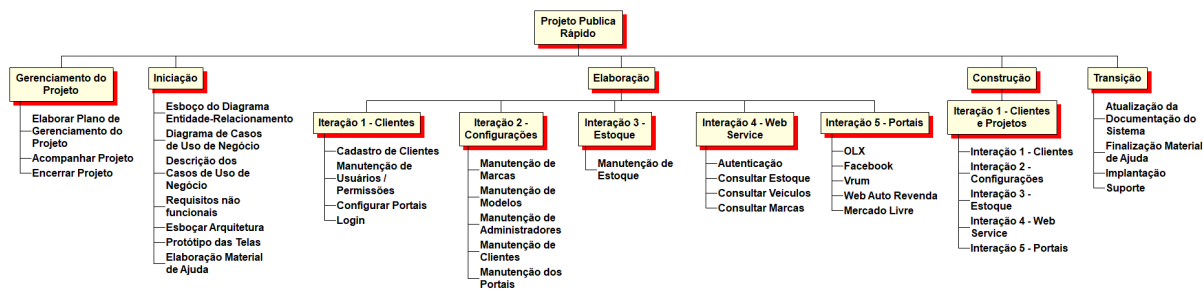 Projeto Publica
Rápido
Gerenciamento do
Projeto
Elaborar Plano de
Gerenciamento do
Projeto
Acompanhar Projeto
Encerrar Projeto
Iniciação
Esboço do Diagrama
Entidade-Relacionamento
Diagrama de Casos
de Uso de Negócio
Descrição dos
Casos de Uso de
Negócio
Requisitos não
funcionais
Esboçar Arquitetura
Protótipo das Telas
Elaboração Material
de Ajuda
Elaboração
Iteração 1 - Clientes
Cadastro de Clientes
Manutenção de
Usuários /
Permissões
Configurar Portais
Login
Iteração 2 -
Configurações
Manutenção de
Marcas
Manutenção de
Modelos
Manutenção de
Administradores
Manutenção de
Clientes
Manutenção dos
Portais
Interação 3 -
Estoque
Manutenção de
Estoque
Interação 4 - Web
Service
Autenticação
Consultar Estoque
Consultar Veículos
Consultar Marcas
Iteração 5 - Portais
OLX
Facebook
Vrum
Web Auto Revenda
Mercado Livre
Construção
Iteração 1 - Clientes
e Projetos
Interação 1 - Clientes
Interação 2 -
Configurações
Interação 3 -
Estoque
Interação 4 - Web
Service
Interação 5 - Portais
Transição
Atualização da
Documentação do
Sistema
Finalização Material
de Ajuda
Implantação
Suporte